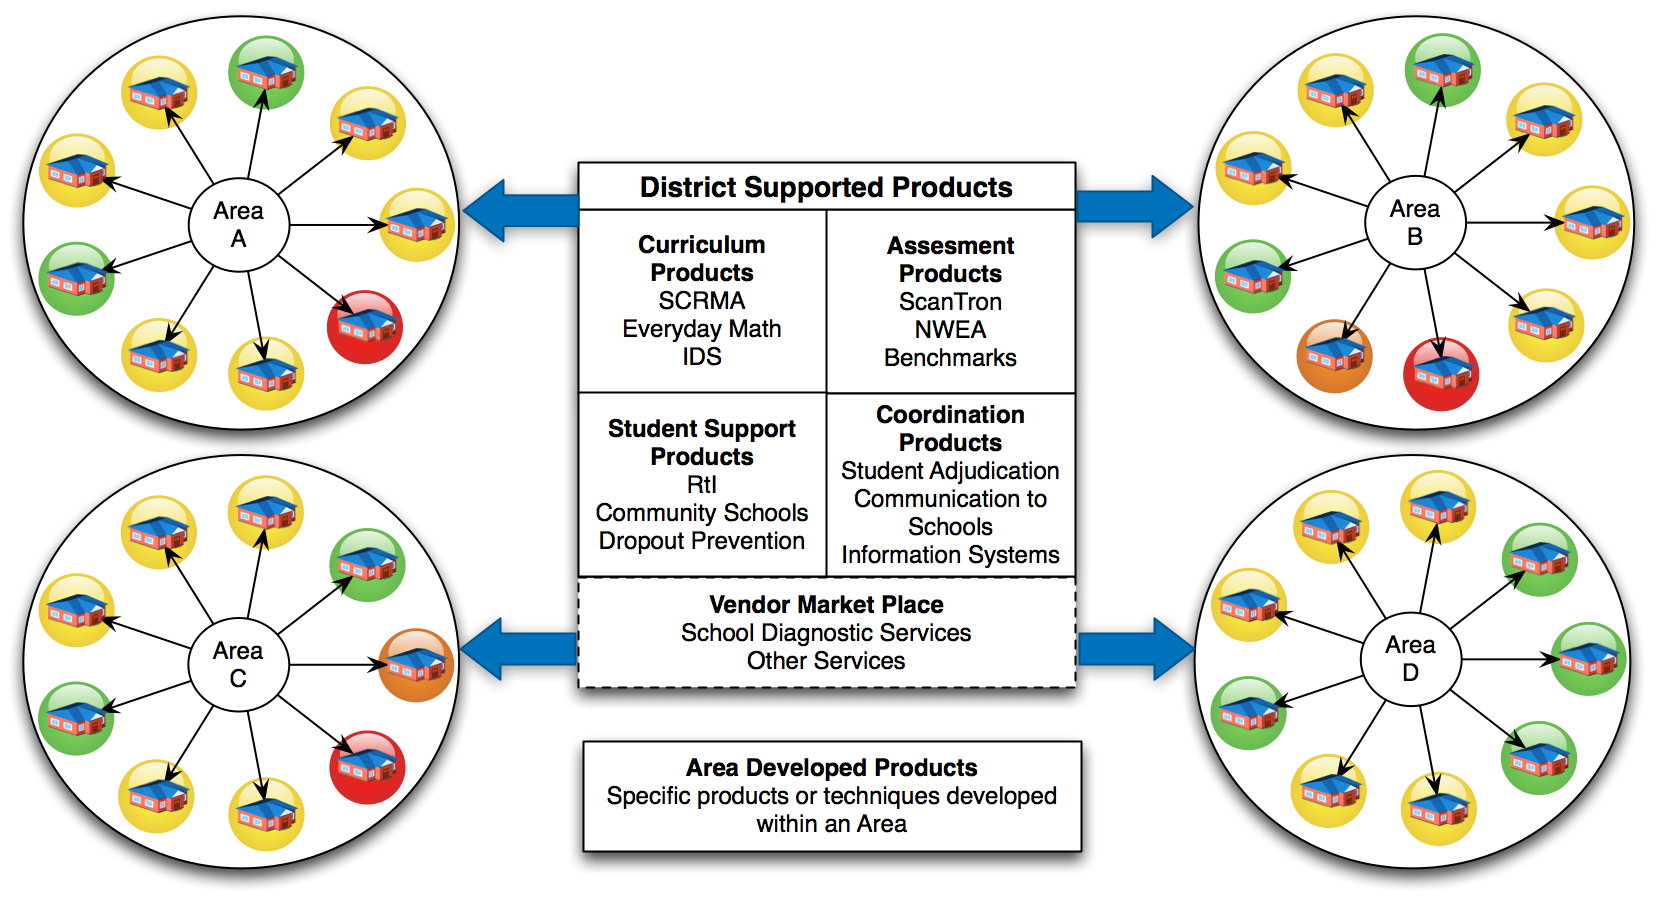 Area
A
Area
B
District Supported Products
Curriculum
Products
SCRMA
Everyday Math
IDS
Assesment
Products
ScanTron
NWEA
Benchmarks
Student Support
Products
RtI
Community Schools
Dropout Prevention
Coordination
Products
Student Adjudication
Communication to
Schools
Information Systems
Vendor Market Place
School Diagnostic Services
Other Services
Area
C
Area
D
Area Developed Products
Specific products or techniques developed
within an Area